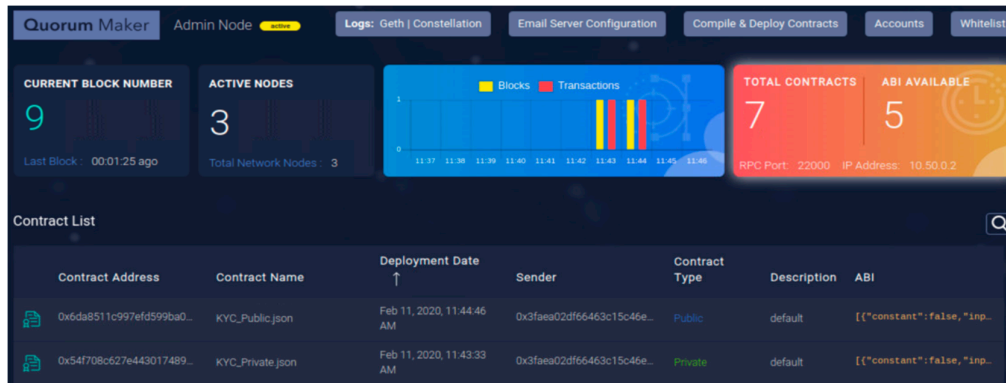 Quorum Maker Admin Node active Logs: Geth | Constellation Email Server Configuration Compile & Deploy Contracts Accounts Whitelist
CURRENT BLOCK NUMBER ACTIVE NODES Blocks Transactions TOTAL CONTRACTS ABI AVAILABLE
9 3 7 5
1
0
11:37 11:38 11:39 11:40 11:41 11:42 11:43 11:44 11:45 11:46
Last Block : 00:01:25 ago Total Network Nodes : 3 RPC Port: 22000 IP Address: 10.50.0.2
Contract List
Contract Address Contract Name Deployment Date ↑ Sender Contract Type Description ABI
0x6da8511c997efd599ba0... KYC_Public.json Feb 11, 2020, 11:44:46 AM 0x3faea02df66463c15c46e... Public default [{"constant":false,"inp...
0x54f708c627e443017489... KYC_Private.json Feb 11, 2020, 11:43:33 AM 0x3faea02df66463c15c46e... Private default [{"constant":false,"inp...